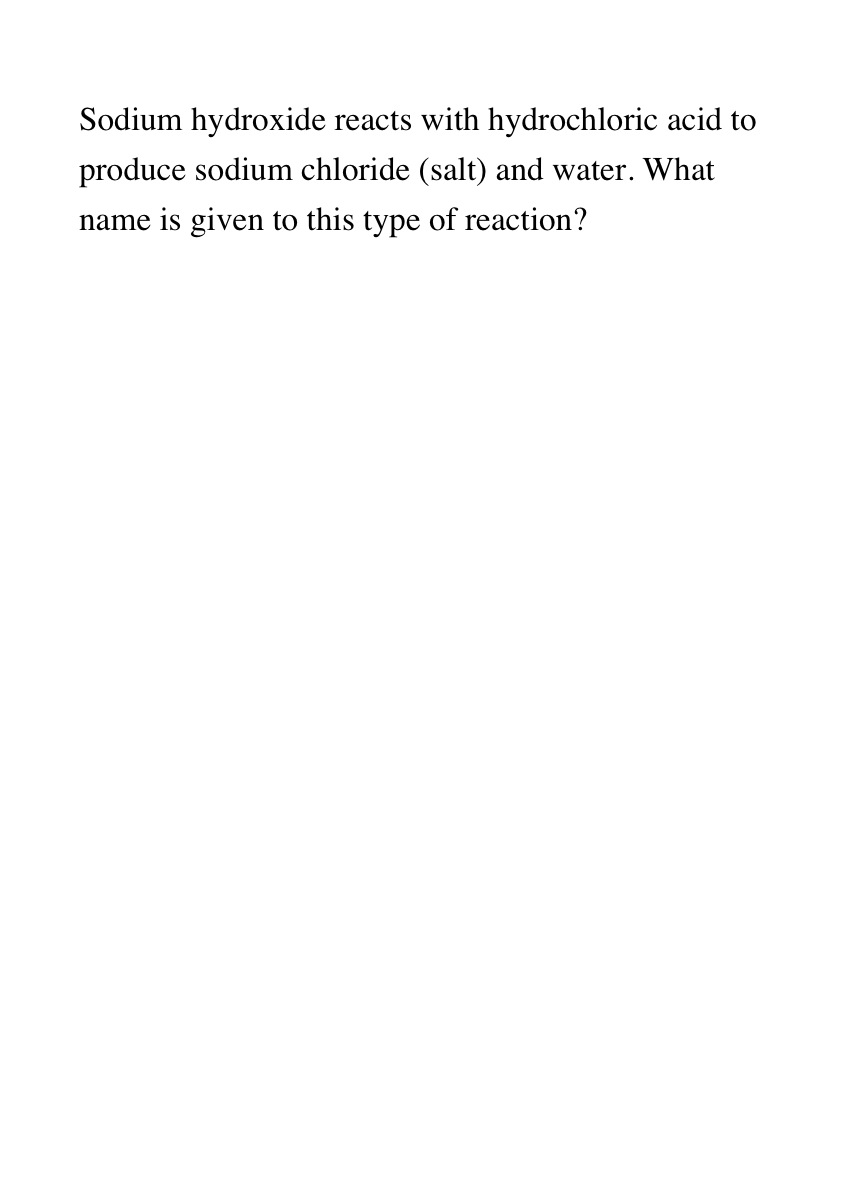 Sodium hydroxide reacts with hydrochloric acid to
produce sodium chloride (salt) and water. What
name is given to this type of reaction?